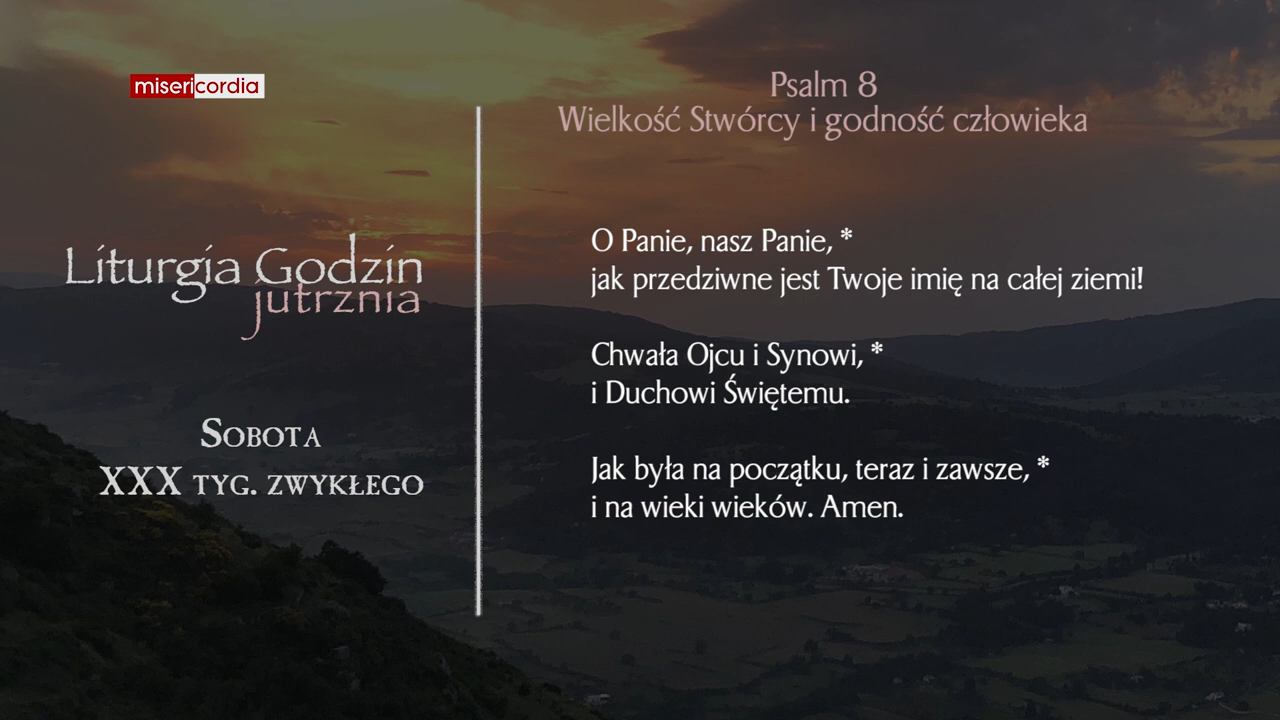 misericordia
Liturgia Godzin
jutrznia
Sobota
XXX tyg. zwykłego
Psalm 8
Wielkość Stwórcy i godność człowieka
O Panie, nasz Panie, *
jak przedziwne jest Twoje imię na całej ziemi!
Chwała Ojcu i Synowi, *
i Duchowi Świętemu.
Jak była na początku, teraz i zawsze, *
i na wieki wieków. Amen.